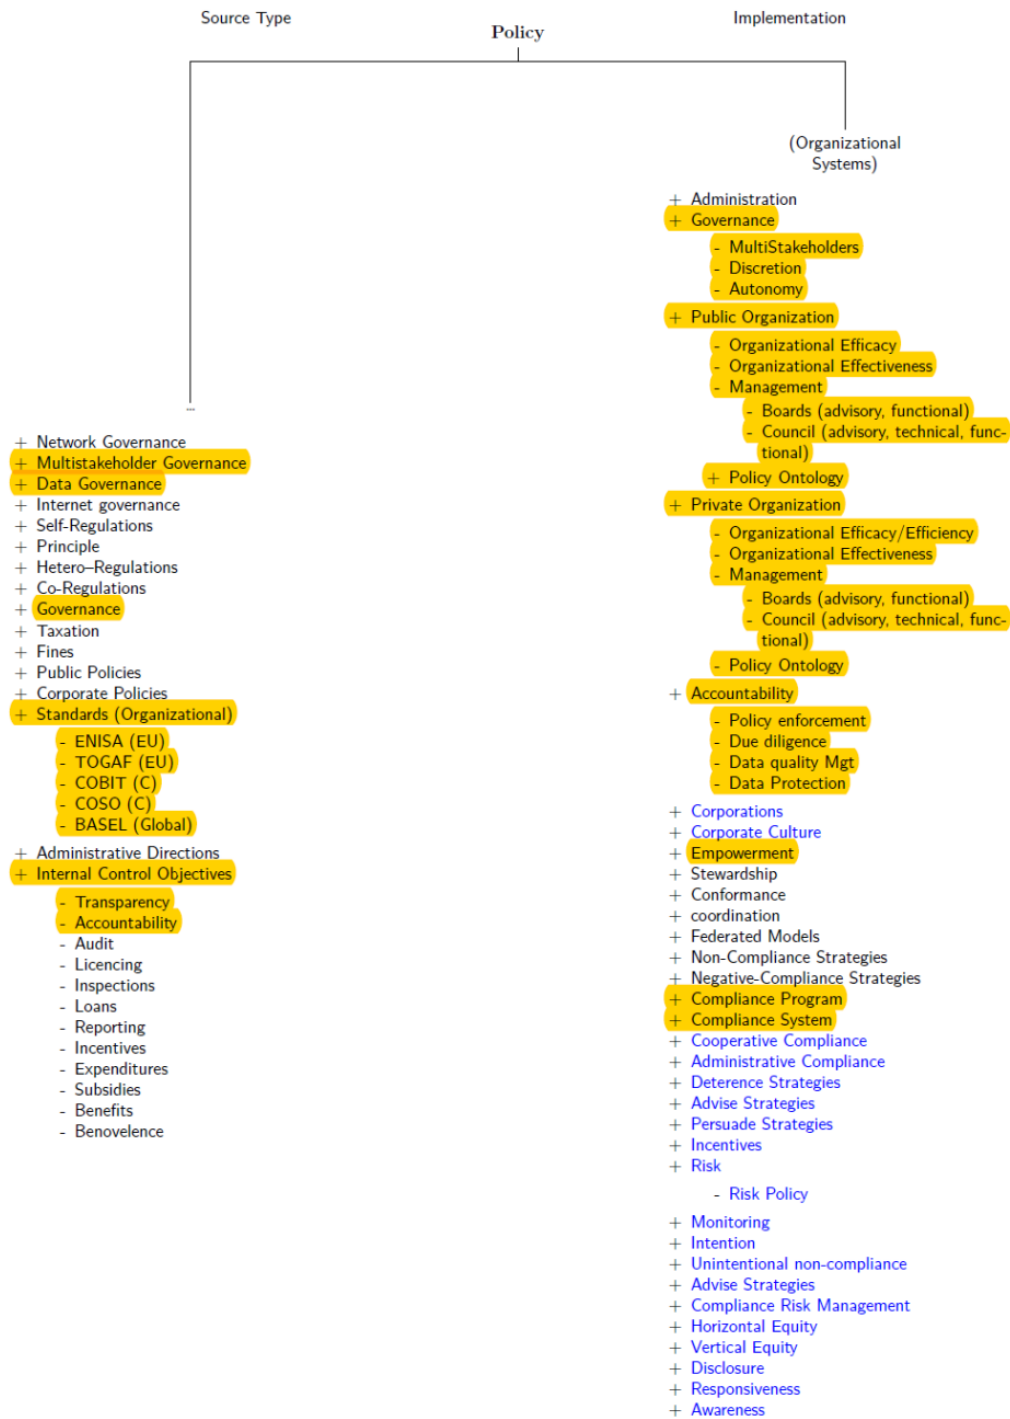 Source Type
Implementation
Policy
(Organizational
Systems)
...
+ Network Governance
+ Multistakeholder Governance
+ Data Governance
+ Internet governance
+ Self-Regulations
+ Principle
+ Hetero–Regulations
+ Co-Regulations
+ Governance
+ Taxation
+ Fines
+ Public Policies
+ Corporate Policies
+ Standards (Organizational)
- ENISA (EU)
- TOGAF (EU)
- COBIT (C)
- COSO (C)
- BASEL (Global)
+ Administrative Directions
+ Internal Control Objectives
- Transparency
- Accountability
- Audit
- Licencing
- Inspections
- Loans
- Reporting
- Incentives
- Expenditures
- Subsidies
- Benefits
- Benovelence
+ Administration
+ Governance
- MultiStakeholders
- Discretion
- Autonomy
+ Public Organization
- Organizational Efficacy
- Organizational Effectiveness
- Management
- Boards (advisory, functional)
- Council (advisory, technical, func-
tional)
+ Policy Ontology
+ Private Organization
- Organizational Efficacy/Efficiency
- Organizational Effectiveness
- Management
- Boards (advisory, functional)
- Council (advisory, technical, func-
tional)
- Policy Ontology
+ Accountability
- Policy enforcement
- Due diligence
- Data quality Mgt
- Data Protection
+ Corporations
+ Corporate Culture
+ Empowerment
+ Stewardship
+ Conformance
+ coordination
+ Federated Models
+ Non-Compliance Strategies
+ Negative-Compliance Strategies
+ Compliance Program
+ Compliance System
+ Cooperative Compliance
+ Administrative Compliance
+ Deterence Strategies
+ Advise Strategies
+ Persuade Strategies
+ Incentives
+ Risk
- Risk Policy
+ Monitoring
+ Intention
+ Unintentional non-compliance
+ Advise Strategies
+ Compliance Risk Management
+ Horizontal Equity
+ Vertical Equity
+ Disclosure
+ Responsiveness
+ Awareness